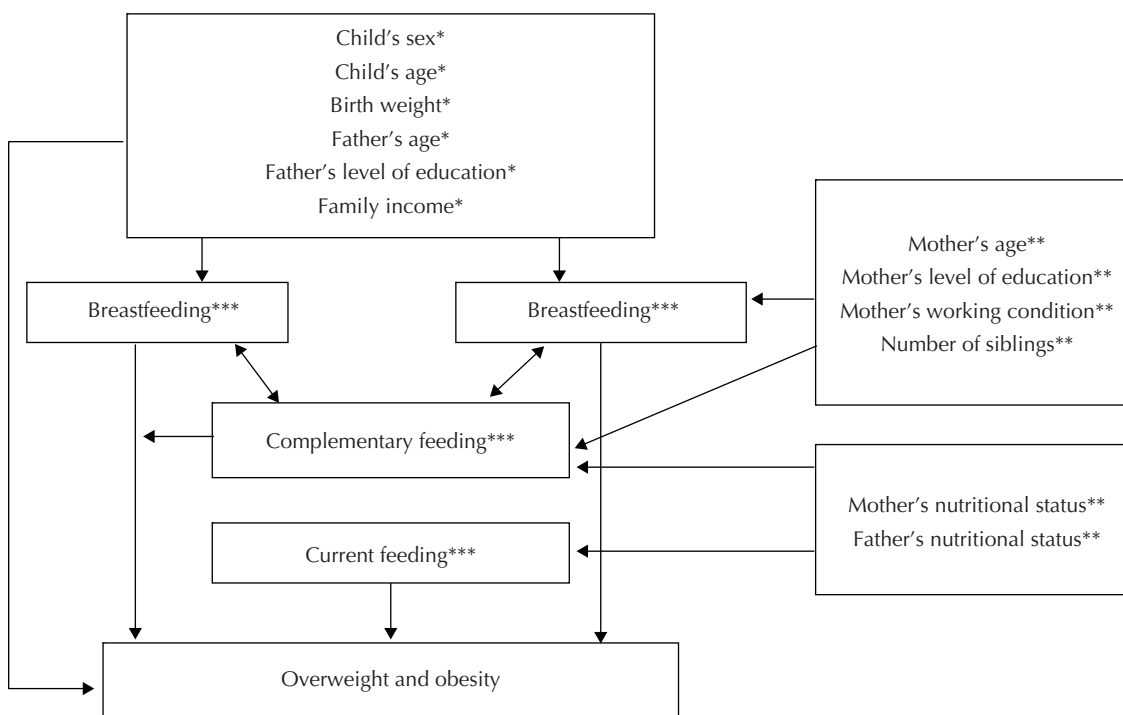 Child’s sex*
Child’s age*
Birth weight*
Father’s age*
Father’s level of education*
Family income*
Mother’s age**
Mother’s level of education**
Mother’s working condition**
Number of siblings**
Breastfeeding***
Breastfeeding***
Complementary feeding***
Mother’s nutritional status**
Father’s nutritional status**
Current feeding***
Overweight and obesity